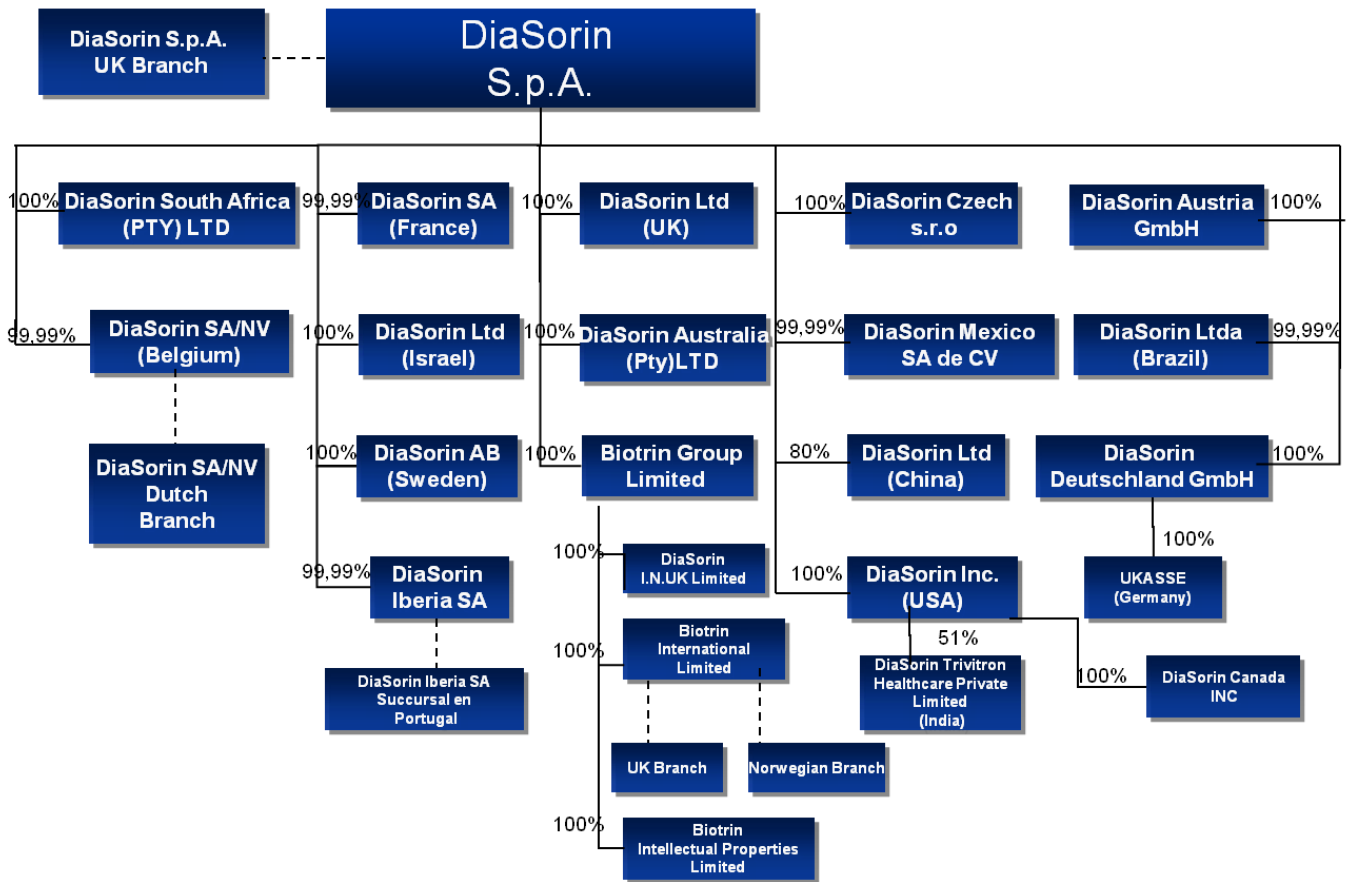 DiaSorin S.p.A.
UK Branch
DiaSorin
S.p.A.
100%
DiaSorin South Africa
(PTY) LTD
99,99%
DiaSorin SA
(France)
100%
DiaSorin Ltd
(UK)
100%
DiaSorin Czech
s.r.o
DiaSorin Austria
GmbH
100%
99,99%
DiaSorin SA/NV
(Belgium)
100%
DiaSorin Ltd
(Israel)
100%
DiaSorin Australia
(Pty)LTD
99,99%
DiaSorin Mexico
SA de CV
DiaSorin Ltda
(Brazil)
99,99%
DiaSorin SA/NV
Dutch
Branch
100%
DiaSorin AB
(Sweden)
100%
Biotrin Group
Limited
80%
DiaSorin Ltd
(China)
DiaSorin
Deutschland GmbH
100%
99,99%
DiaSorin
Iberia SA
100%
DiaSorin
I.N.UK Limited
100%
DiaSorin Inc.
(USA)
100%
UKASSE
(Germany)
DiaSorin Iberia SA
Succursal en
Portugal
100%
Biotrin
International
Limited
51%
DiaSorin Trivitron
Healthcare Private
Limited
(India)
100%
DiaSorin Canada
INC
UK Branch
Norwegian Branch
100%
Biotrin
Intellectual Properties
Limited